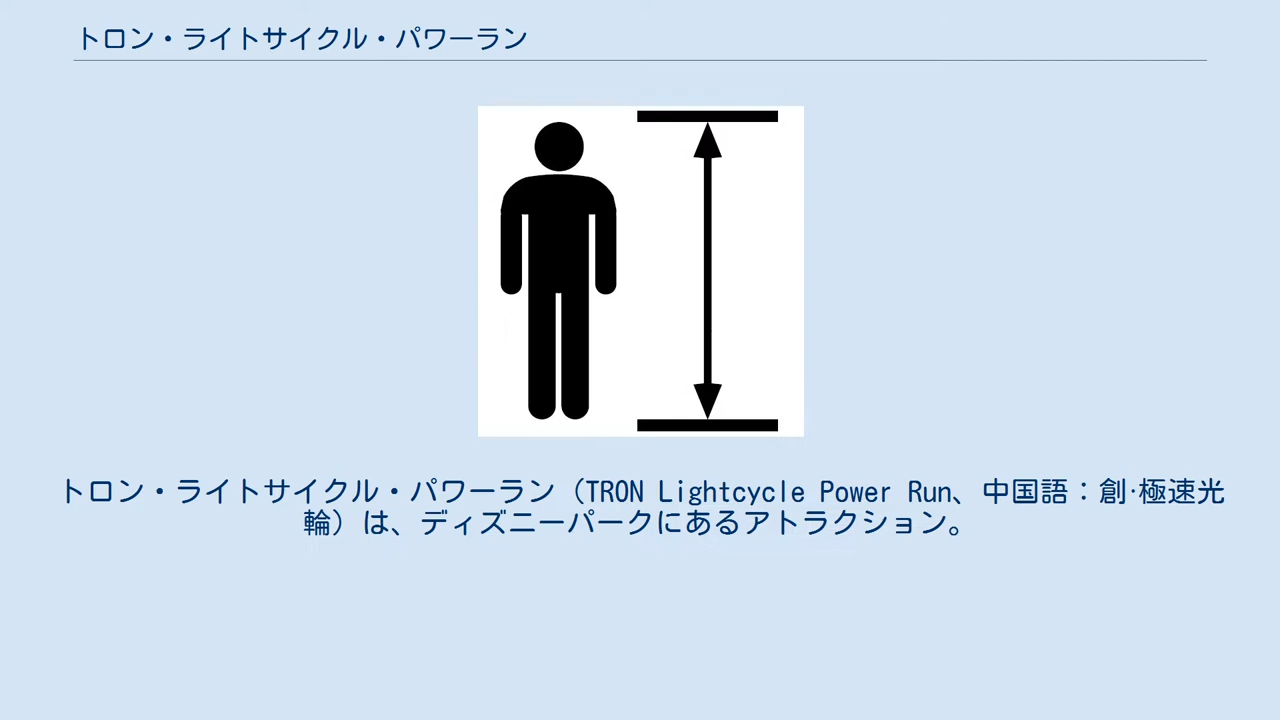 トロン・ライトサイクル・パワーラン
トロン・ライトサイクル・パワーラン（TRON Lightcycle Power Run、中国語：創·極速光
輪）は、ディズニーパークにあるアトラクション。